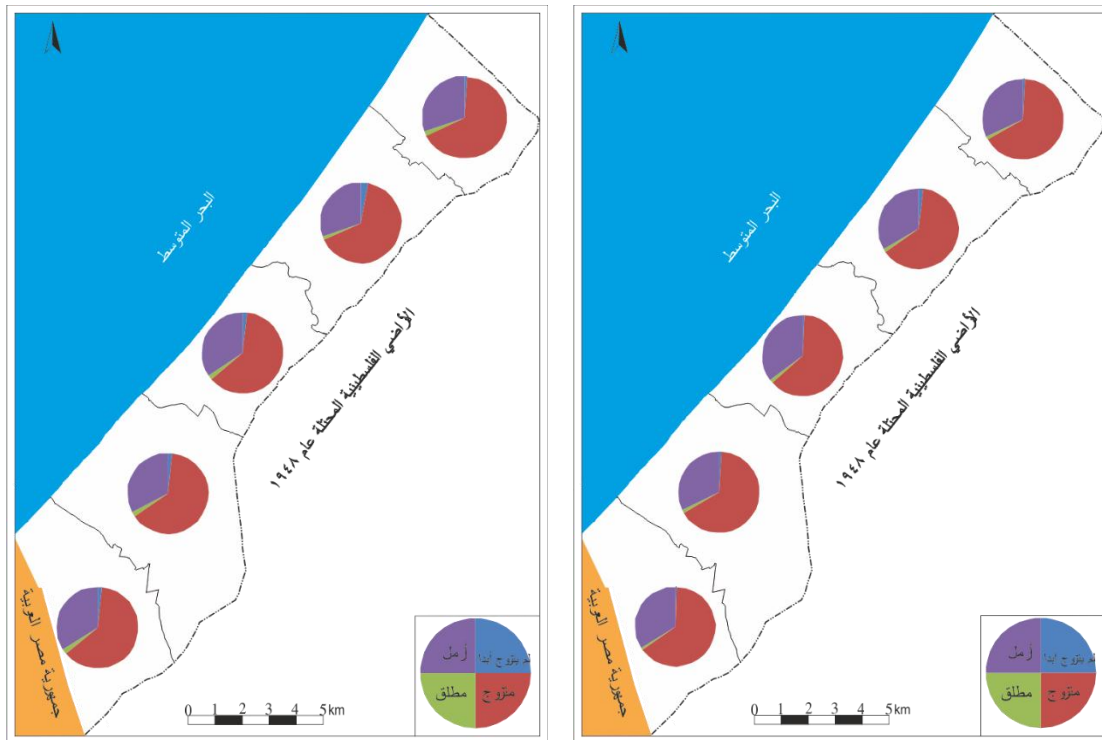 البحر المتوسط
الأراضي الفلسطينية المحتلة عام ١٩٤٨
جمهورية مصر العربية
أرمل
لم يتزوج أبدا
مطلق
متزوج
0 1 2 3 4 5 km
البحر المتوسط
الأراضي الفلسطينية المحتلة عام ١٩٤٨
جمهورية مصر العربية
أرمل
لم يتزوج أبدا
مطلق
متزوج
0 1 2 3 4 5 km